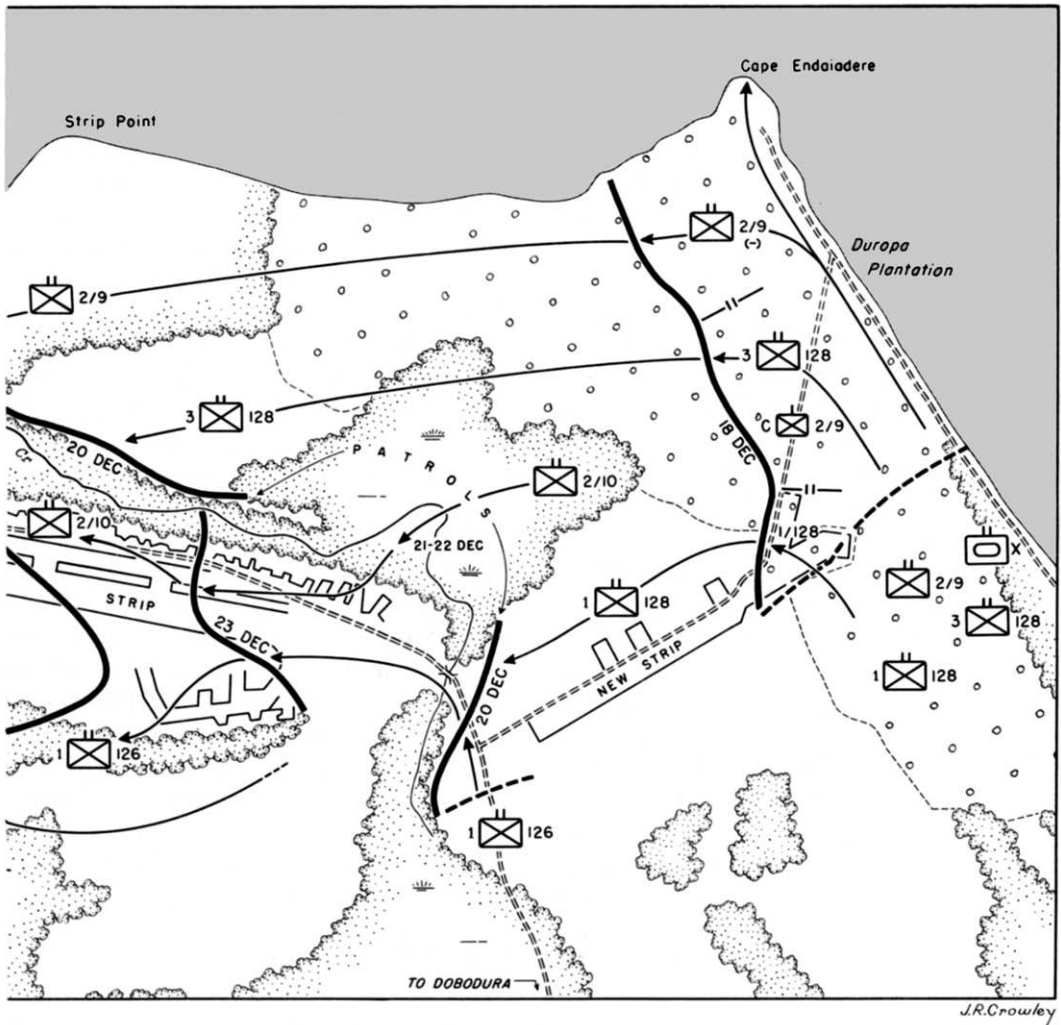 Cape Endaiadere
Strip Point
2/9
(-)
Duropa
Plantation
2/9
3 128
3 128
°C 2/9
18 DEC
20 DEC
Cr
PATROLS
2/10
2/10
21-22 DEC
1/128
X
2/9
1 128
3 128
STRIP
23 DEC
NEW STRIP
1 128
20 DEC
1 126
1 126
TO DOBODURA
J.R.Crowley